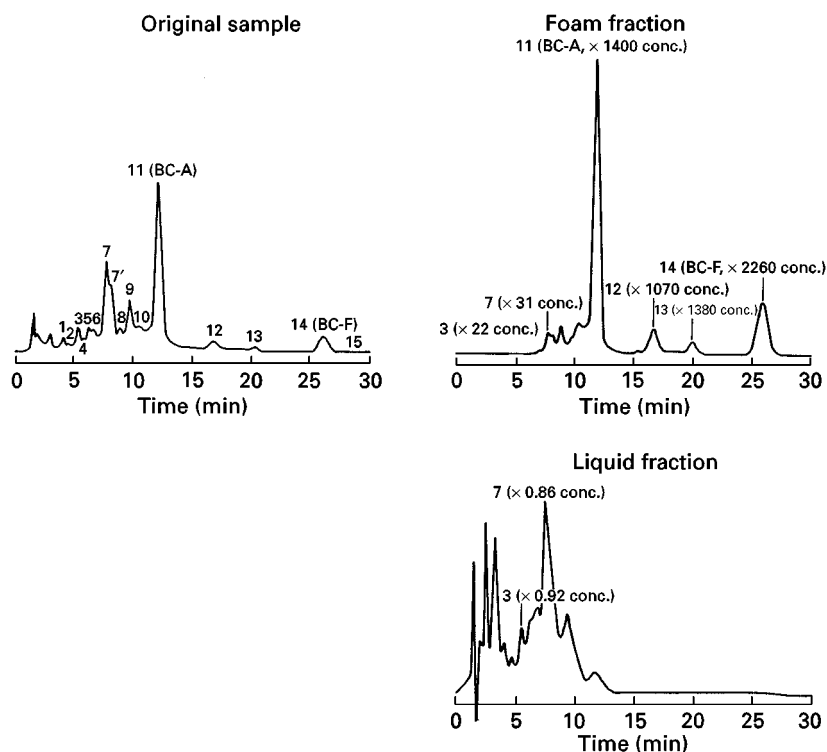 Original sample
11 (BC-A)
7
7′
9
1 2 3 5 6 8 10
4
12
13
14 (BC-F)
15
0 5 10 15 20 25 30
Time (min)
Foam fraction
11 (BC-A, × 1400 conc.)
14 (BC-F, × 2260 conc.)
12 (× 1070 conc.)
7 (× 31 conc.)
13 (× 1380 conc.)
3 (× 22 conc.)
0 5 10 15 20 25 30
Time (min)
Liquid fraction
7 (× 0.86 conc.)
3 (× 0.92 conc.)
0 5 10 15 20 25 30
Time (min)